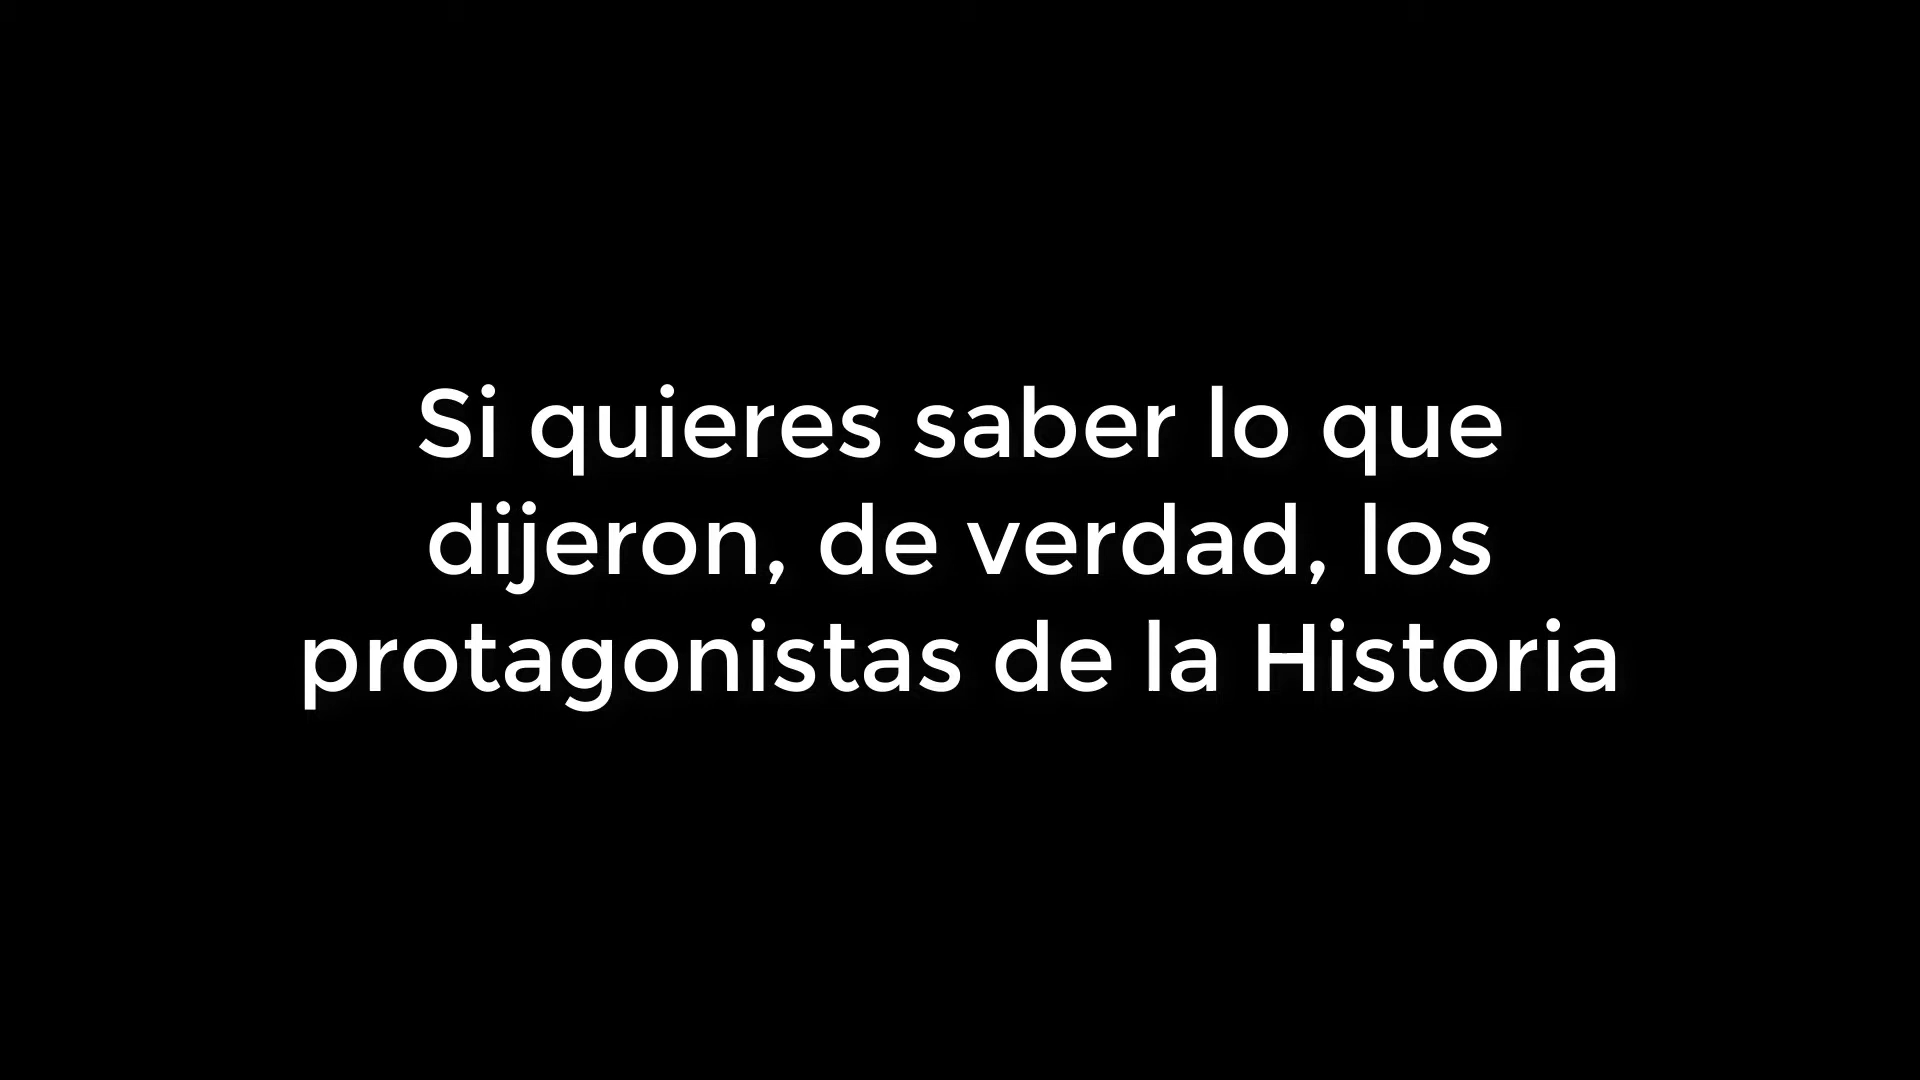 Si quieres saber lo que
dijeron, de verdad, los
protagonistas de la Historia